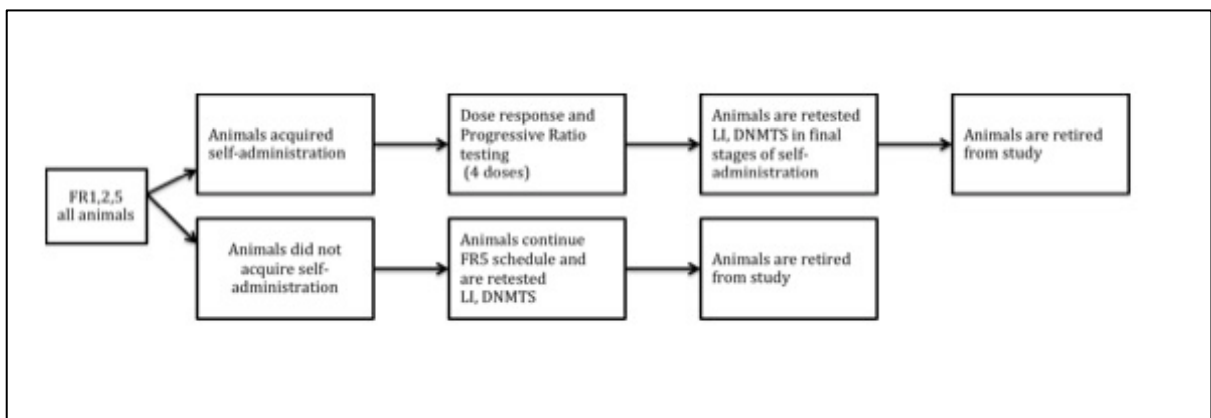 FR1,2,5
all animals
Animals acquired
self-administration
Dose response and
Progressive Ratio
testing
(4 doses)
Animals are retested
LI, DNMTS in final
stages of self-
administration
Animals are retired
from study
Animals did not
acquire self-
administration
Animals continue
FR5 schedule and
are retested
LI, DNMTS
Animals are retired
from study